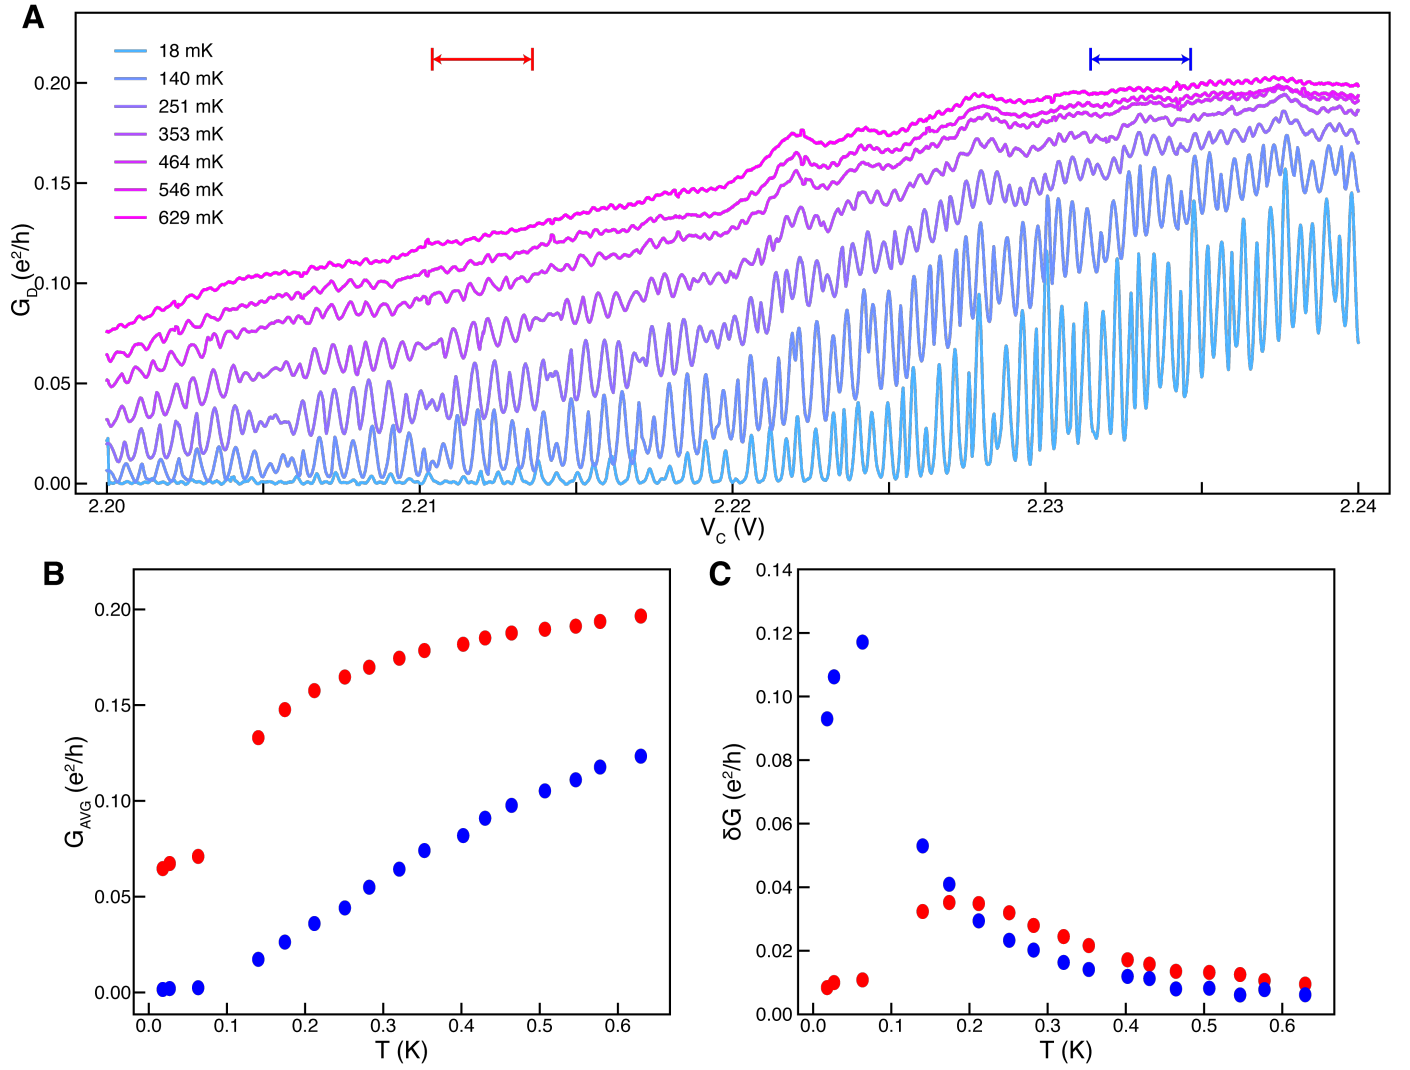 A
18 mK
140 mK
251 mK
353 mK
464 mK
546 mK
629 mK
G_D (e²/h)
0.20
0.15
0.10
0.05
0.00
2.20
2.21
2.22
2.23
2.24
V_C (V)
B
G_AVG (e²/h)
0.20
0.15
0.10
0.05
0.00
0.0
0.1
0.2
0.3
0.4
0.5
0.6
T (K)
C
δG (e²/h)
0.14
0.12
0.10
0.08
0.06
0.04
0.02
0.00
0.0
0.1
0.2
0.3
0.4
0.5
0.6
T (K)